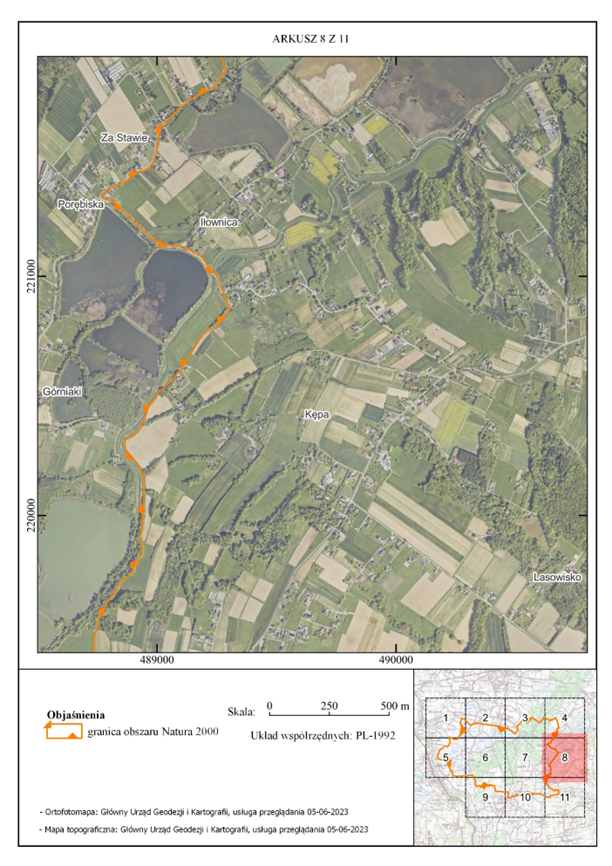 ARKUSZ 8 Z 11
Za Stawie
Porębiska
Iłownica
221000
Górniaki
Kępa
220000
Lasowisko
489000 490000
Objaśnienia
granica obszaru Natura 2000
Skala: 0 250 500 m
Układ współrzędnych: PL-1992
1 2 3 4
5 6 7 8
9 10 11
- Ortofotomapa: Główny Urząd Geodezji i Kartografii, usługa przeglądania 05-06-2023
- Mapa topograficzna: Główny Urząd Geodezji i Kartografii, usługa przeglądania 05-06-2023